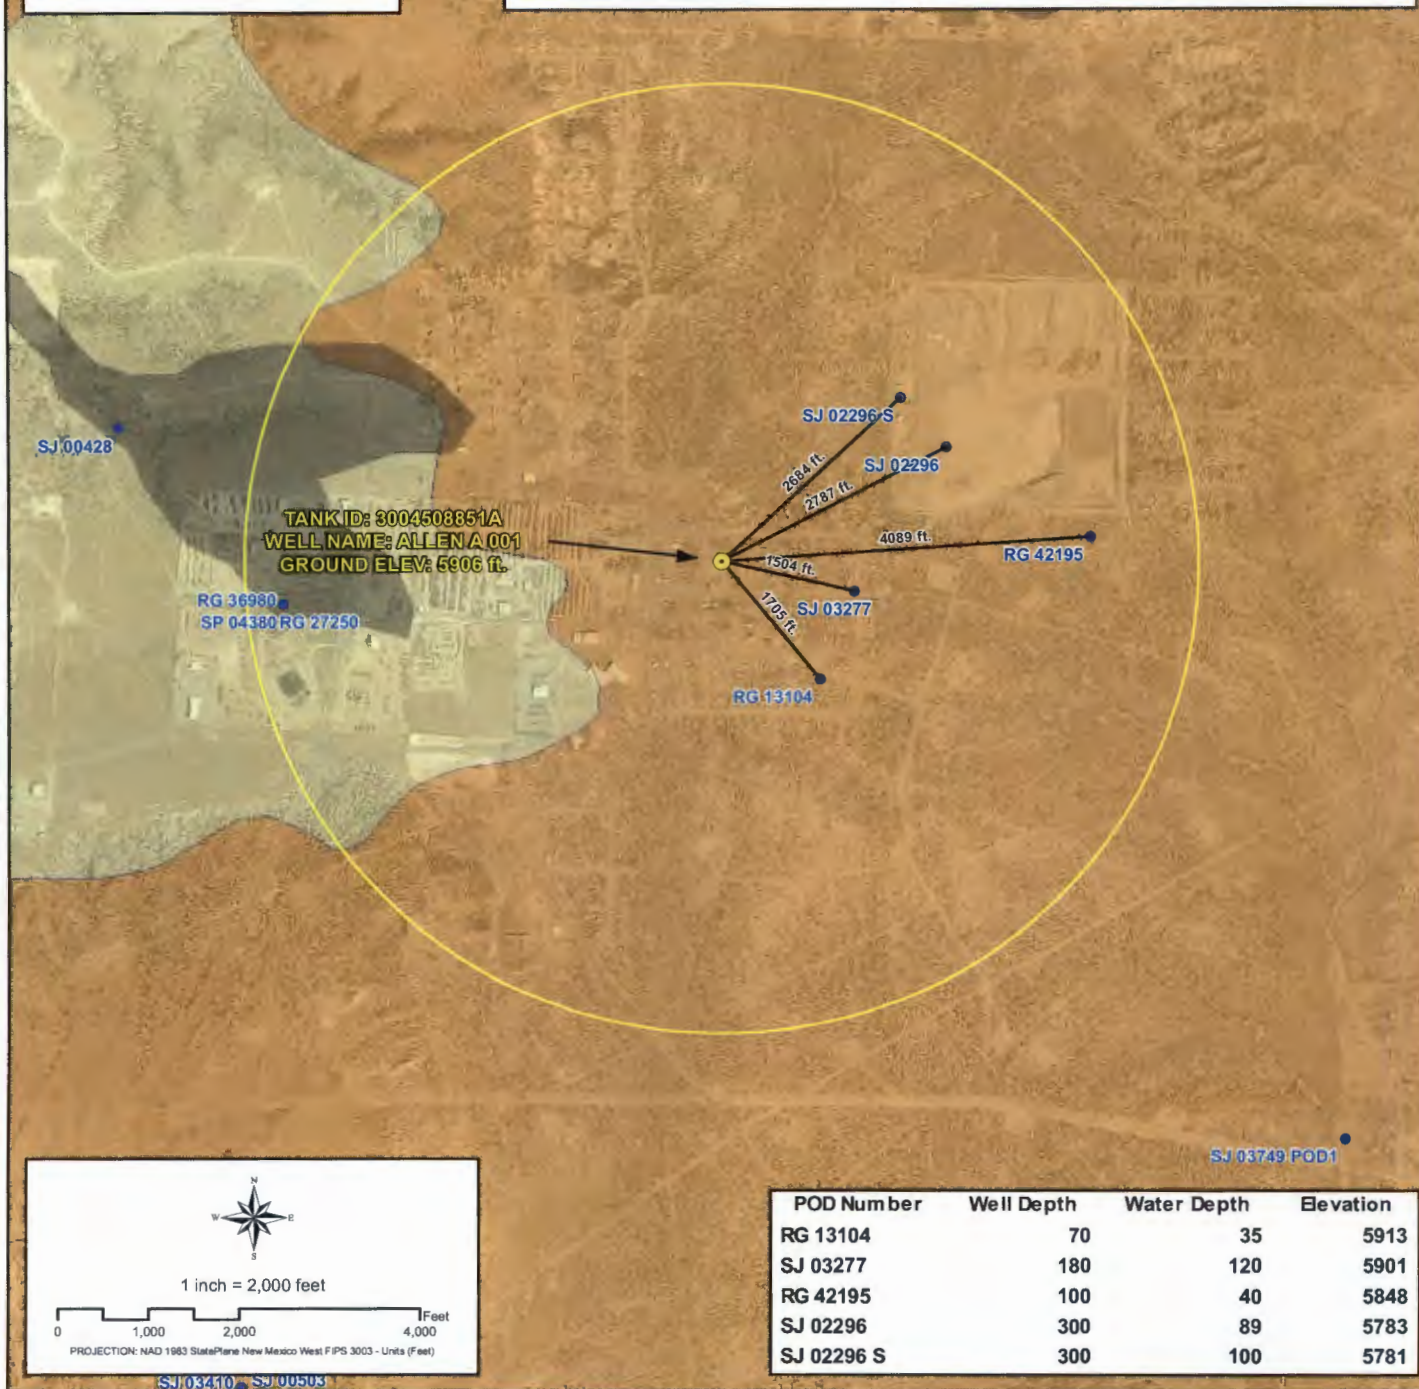 SJ 02296 S
SJ 00428
SJ 02296
2684 ft.
2787 ft.
TANK ID: 3004508851A
WELL NAME: ALLEN A 001
GROUND ELEV: 5906 ft.
4089 ft.
RG 42195
1504 ft.
RG 36980
SJ 03277
SP 04380 RG 27250
1705 ft.
RG 13104
SJ 03749 POD1
N
W E
S
1 inch = 2,000 feet
Feet
0 1,000 2,000 4,000
PROJECTION: NAD 1983 StatePlane New Mexico West FIPS 3003 - Units (Feet)
POD Number Well Depth Water Depth Elevation
RG 13104 70 35 5913
SJ 03277 180 120 5901
RG 42195 100 40 5848
SJ 02296 300 89 5783
SJ 02296 S 300 100 5781
SJ 03410 SJ 00503